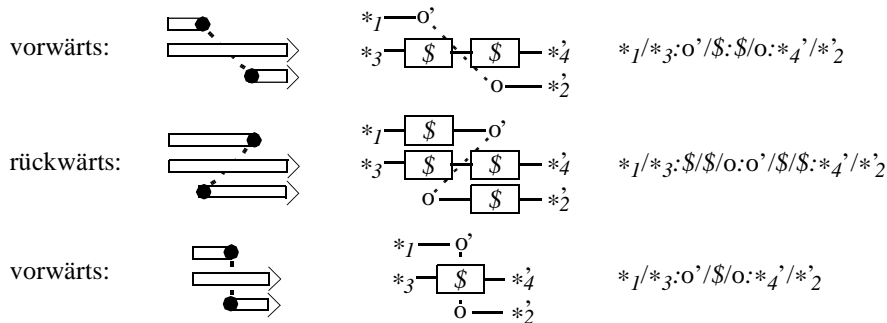 *1 o'
vorwärts: *3 $ $ *'4 *1/*3:o'/$:$/o:*4'/*'2
o *'2
*1 $ o'
rückwärts: *3 $ $ *'4 *1/*3:$/$/o:o'/$/$:*4'/*'2
o $ *'2
*1 o'
vorwärts: *3 $ *'4 *1/*3:o'/$/o:*4'/*'2
o *'2